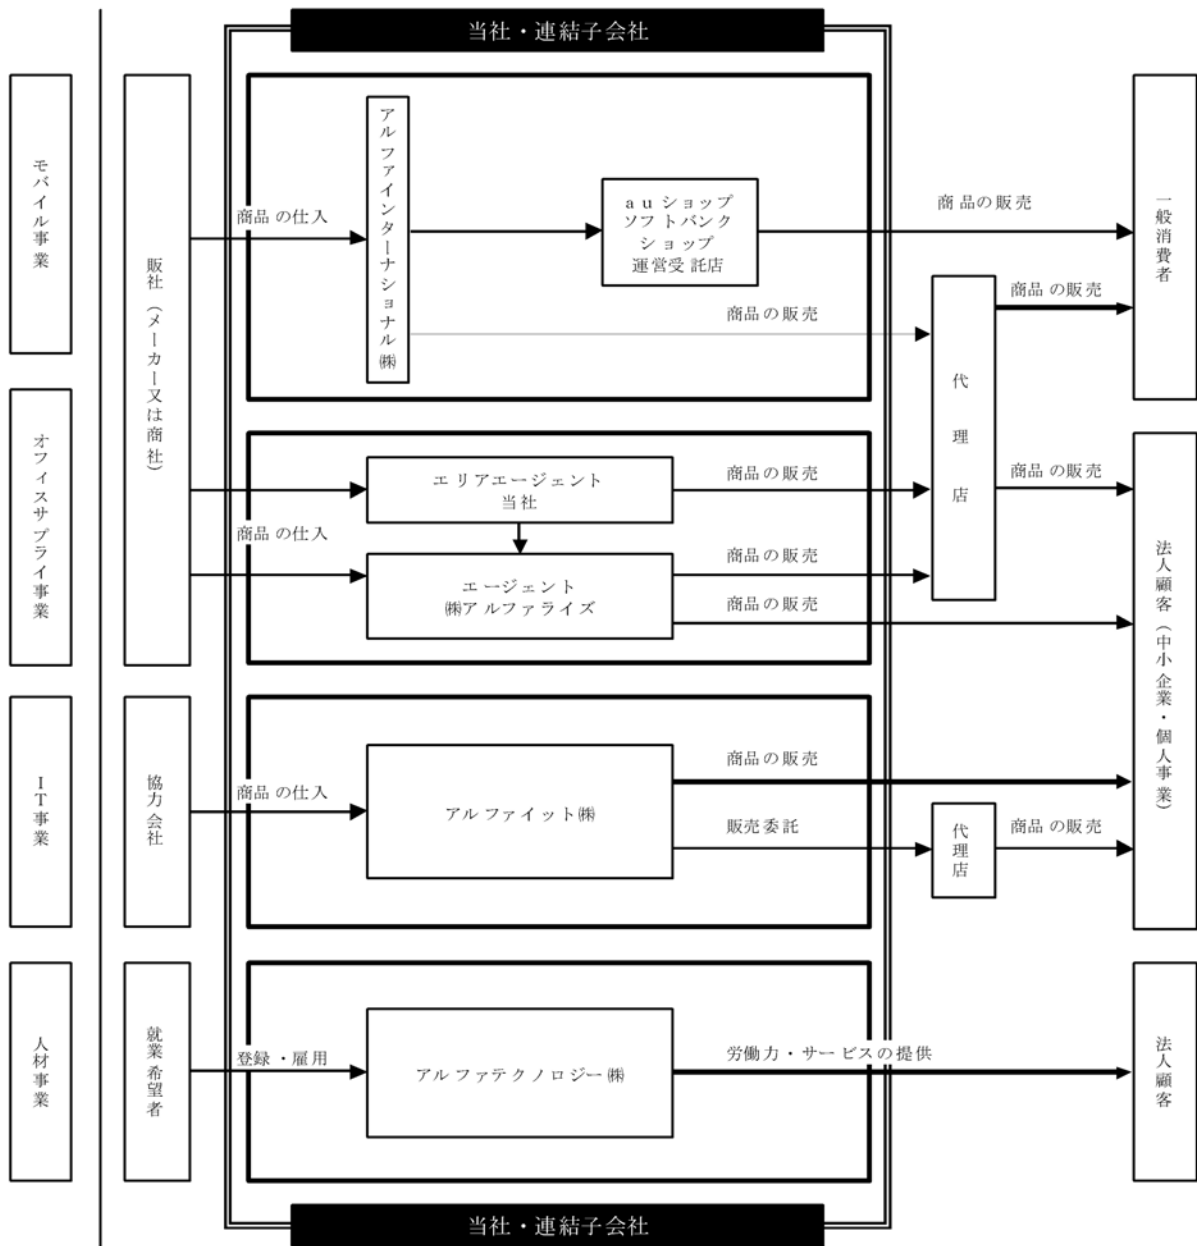 当社・連結子会社
モバイル事業
販社(メーカー又は商社)
商品の仕入
アルファインターナショナル㈱
auショップ
ソフトバンク
ショップ
運営受託店
商品の販売
一般消費者
商品の販売
代理店
商品の販売
オフィスサプライ事業
商品の仕入
エリアエージェント
当社
商品の販売
商品の販売
エージェント
㈱アルファライズ
商品の販売
商品の販売
法人顧客(中小企業・個人事業)
IT事業
協力会社
商品の仕入
アルファイット㈱
商品の販売
販売委託
代理店
商品の販売
人材事業
就業希望者
登録・雇用
アルファテクノロジー㈱
労働力・サービスの提供
法人顧客
当社・連結子会社